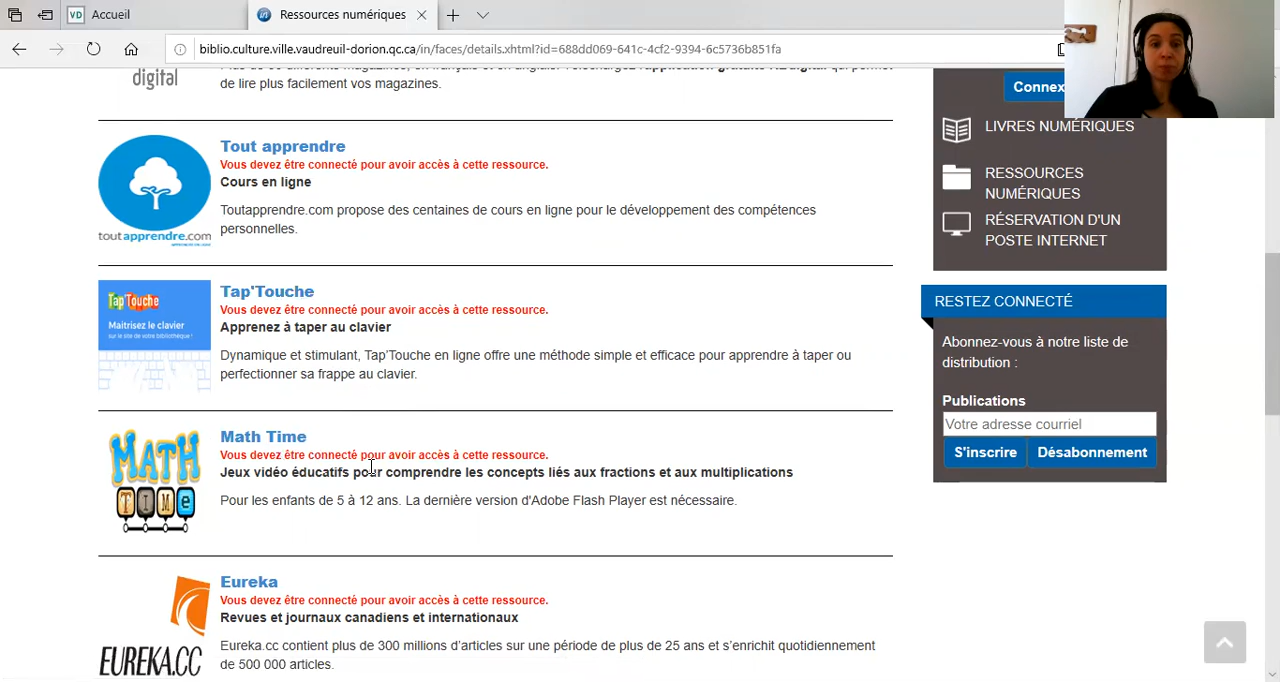 VD Accueil
in Ressources numériques
biblio.culture.ville.vaudreuil-dorion.qc.ca/in/faces/details.xhtml?id=688dd069-641c-4cf2-9394-6c5736b851fa
digital
de lire plus facilement vos magazines.
Tout apprendre
Vous devez être connecté pour avoir accès à cette ressource.
Cours en ligne
Toutapprendre.com propose des centaines de cours en ligne pour le développement des compétences
personnelles.
toutapprendre.com
Tap'Touche
Vous devez être connecté pour avoir accès à cette ressource.
Apprenez à taper au clavier
Dynamique et stimulant, Tap'Touche en ligne offre une méthode simple et efficace pour apprendre à taper ou
perfectionner sa frappe au clavier.
Tap'Touche
Maitrisez le clavier
sur le site de votre bibliothèque !
Math Time
Vous devez être connecté pour avoir accès à cette ressource.
Jeux vidéo éducatifs pour comprendre les concepts liés aux fractions et aux multiplications
Pour les enfants de 5 à 12 ans. La dernière version d'Adobe Flash Player est nécessaire.
MATH
TIME
Eureka
Vous devez être connecté pour avoir accès à cette ressource.
Revues et journaux canadiens et internationaux
Eureka.cc contient plus de 300 millions d'articles sur une période de plus de 25 ans et s'enrichit quotidiennement
de 500 000 articles.
EUREKA.CC
Connex
LIVRES NUMÉRIQUES
RESSOURCES
NUMÉRIQUES
RÉSERVATION D'UN
POSTE INTERNET
RESTEZ CONNECTÉ
Abonnez-vous à notre liste de
distribution :
Publications
Votre adresse courriel
S'inscrire Désabonnement